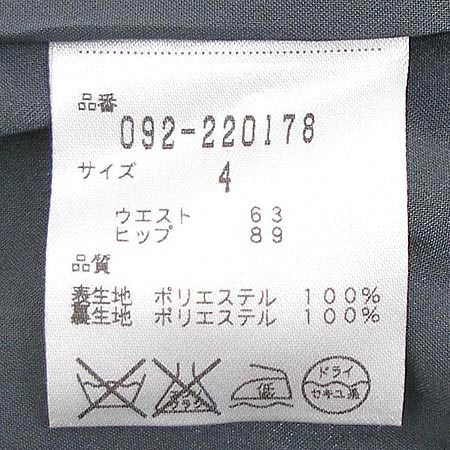 品番
092-220178
サイズ 4
ウエスト 63
ヒップ 89
品質
表生地 ポリエステル 100%
裏生地 ポリエステル 100%
低
ドライ
セキユ系